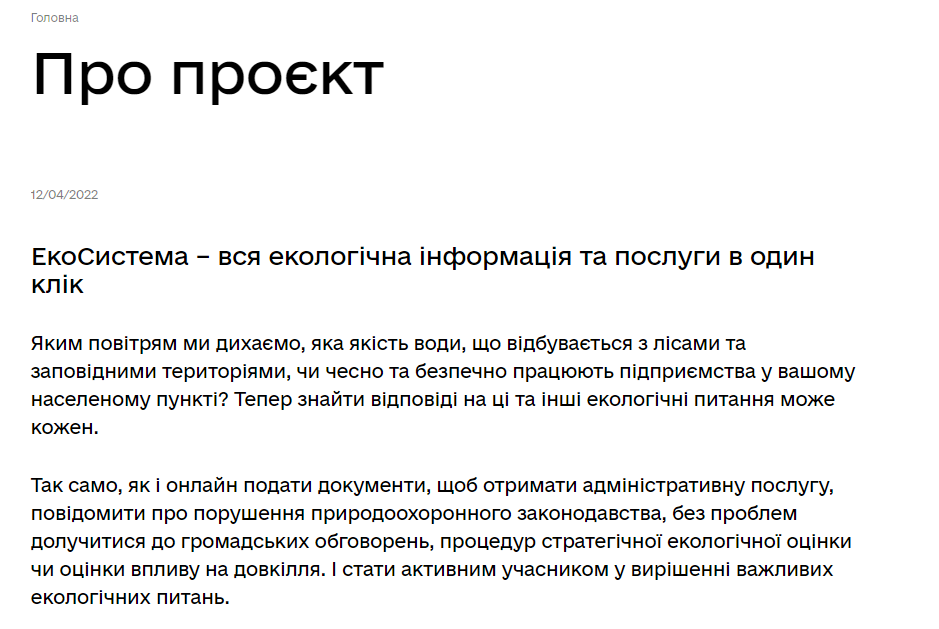 Головна
Про проєкт
12/04/2022
ЕкоСистема – вся екологічна інформація та послуги в один
клік
Яким повітрям ми дихаємо, яка якість води, що відбувається з лісами та
заповідними територіями, чи чесно та безпечно працюють підприємства у вашому
населеному пункті? Тепер знайти відповіді на ці та інші екологічні питання може
кожен.
Так само, як і онлайн подати документи, щоб отримати адміністративну послугу,
повідомити про порушення природоохоронного законодавства, без проблем
долучитися до громадських обговорень, процедур стратегічної екологічної оцінки
чи оцінки впливу на довкілля. І стати активним учасником у вирішенні важливих
екологічних питань.